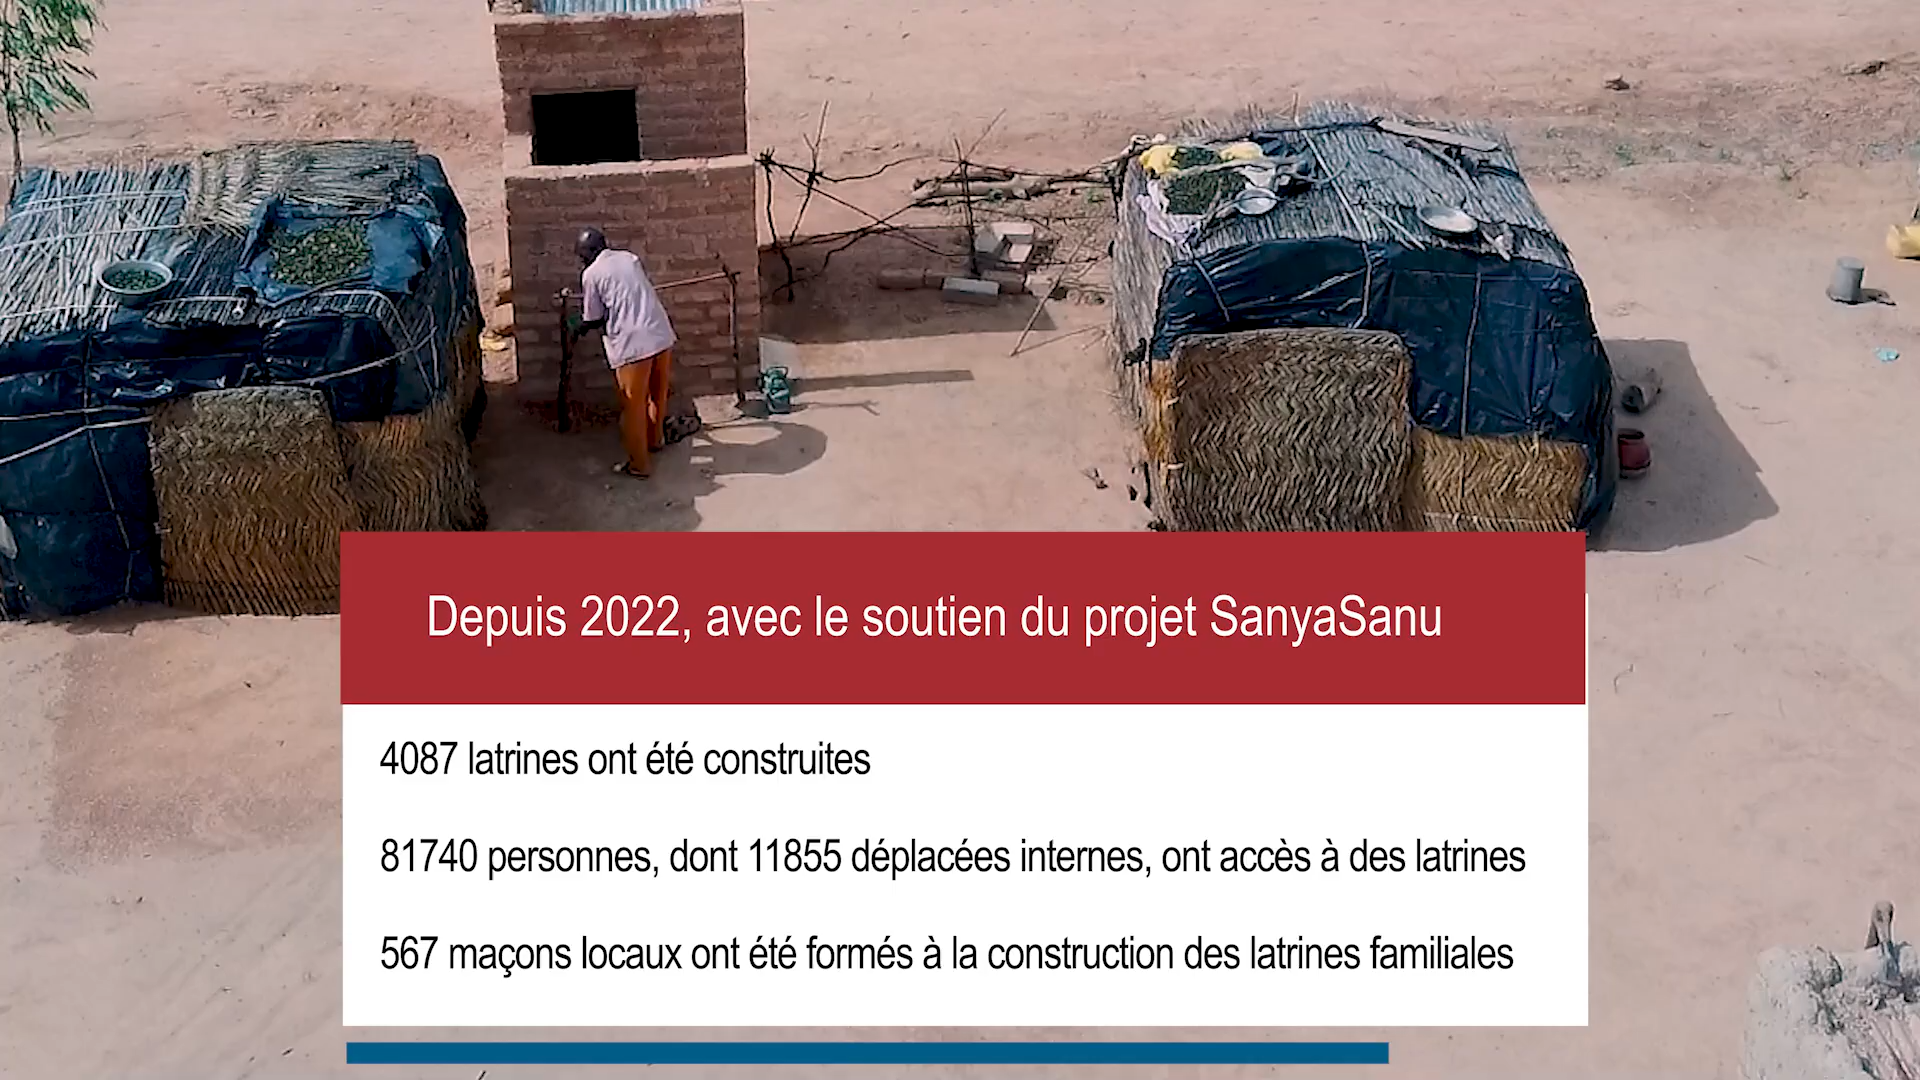 Depuis 2022, avec le soutien du projet SanyaSanu
4087 latrines ont été construites
81740 personnes, dont 11855 déplacées internes, ont accès à des latrines
567 maçons locaux ont été formés à la construction des latrines familiales